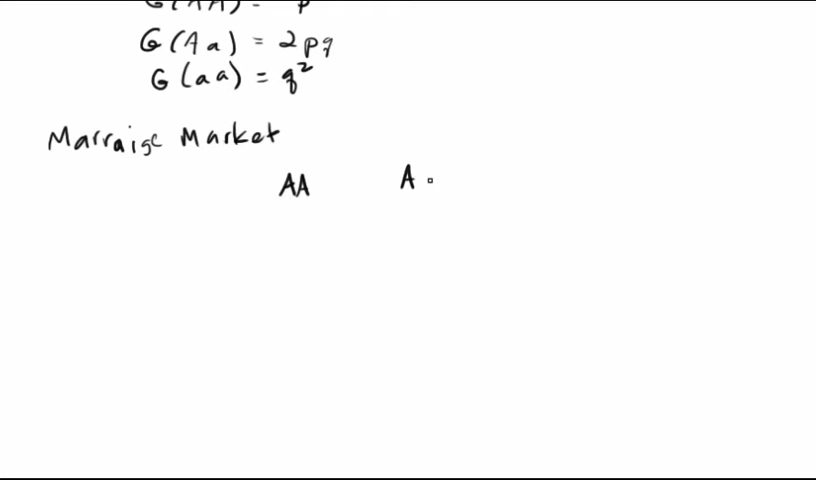 G(Aa) = 2pq
G(aa) = q²
Marraige Market
AA A